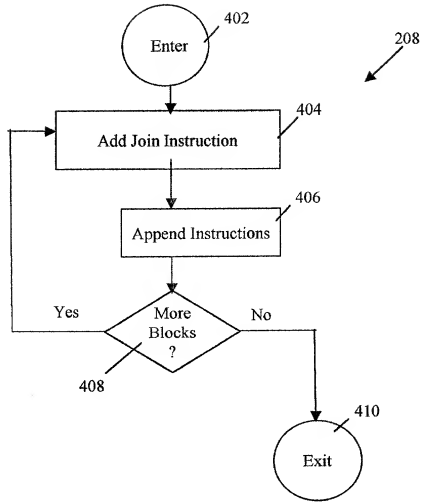 402
Enter
208
404
Add Join Instruction
406
Append Instructions
Yes
More
Blocks
?
No
408
410
Exit